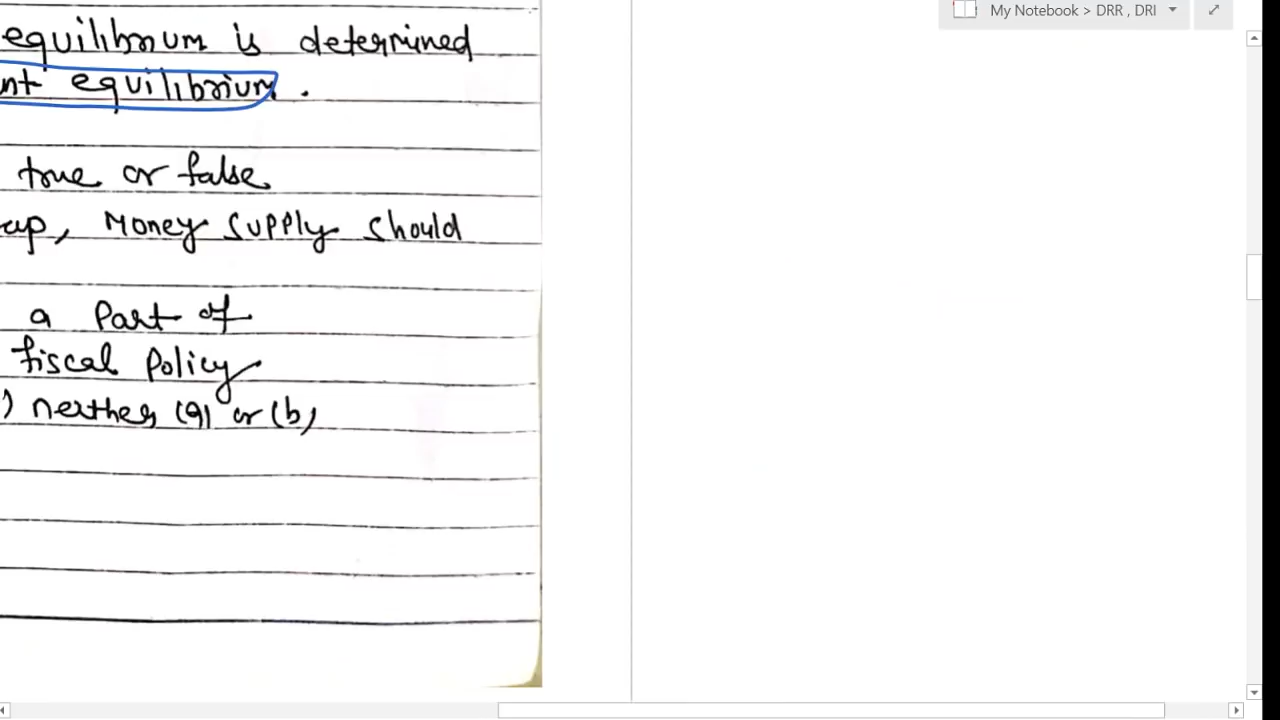 My Notebook > DRR , DRI
equilibrium is determined
nt equilibrium .
true or false
ap, Money supply should
a Part of
fiscal Policy
) neither (a) or (b)